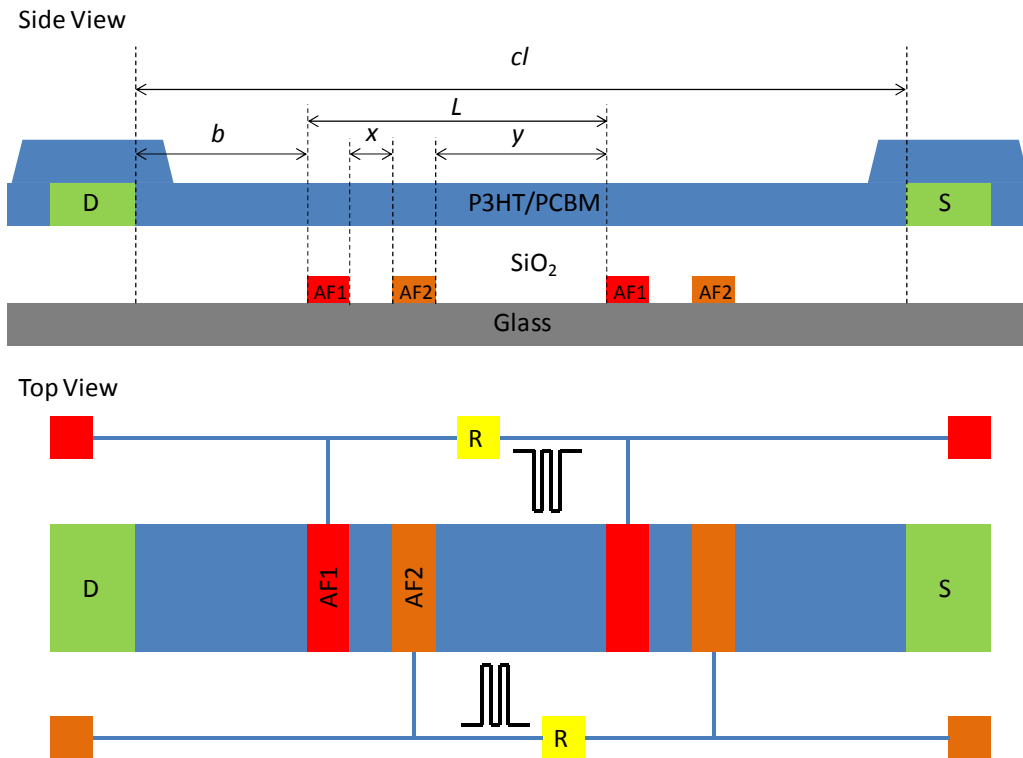 Side View
cl
L
b
x
y
D
P3HT/PCBM
S
SiO₂
AF1
AF2
AF1
AF2
Glass
Top View
R
D
AF1
AF2
S
R